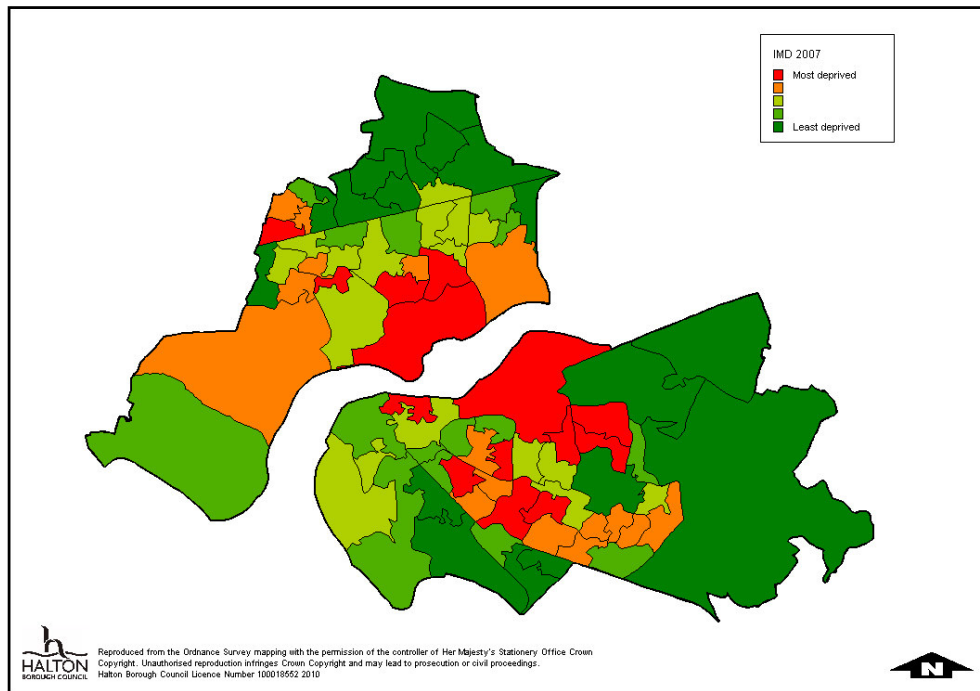 IMD 2007
Most deprived
Least deprived
h
HALTON
BOROUGH COUNCIL
Reproduced from the Ordnance Survey mapping with the permission of the controller of Her Majesty's Stationery Office Crown
Copyright. Unauthorised reproduction infringes Crown Copyright and may lead to prosecution or civil proceedings.
Halton Borough Council Licence Number 100018552 2010
N